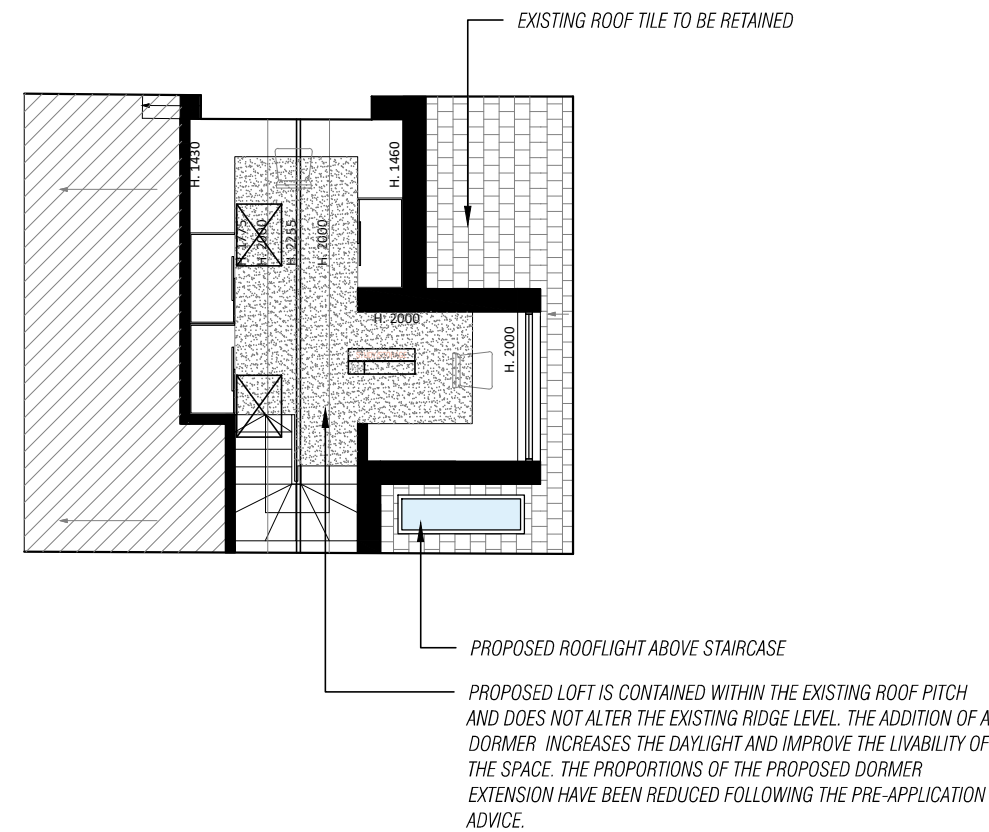 EXISTING ROOF TILE TO BE RETAINED
H. 1430
H. 1460
H. 1775
H. 2000
H. 2255
H. 2000
H. 2000
H. 2000
PROPOSED ROOFLIGHT ABOVE STAIRCASE
PROPOSED LOFT IS CONTAINED WITHIN THE EXISTING ROOF PITCH
AND DOES NOT ALTER THE EXISTING RIDGE LEVEL. THE ADDITION OF A
DORMER INCREASES THE DAYLIGHT AND IMPROVE THE LIVABILITY OF
THE SPACE. THE PROPORTIONS OF THE PROPOSED DORMER
EXTENSION HAVE BEEN REDUCED FOLLOWING THE PRE-APPLICATION
ADVICE.